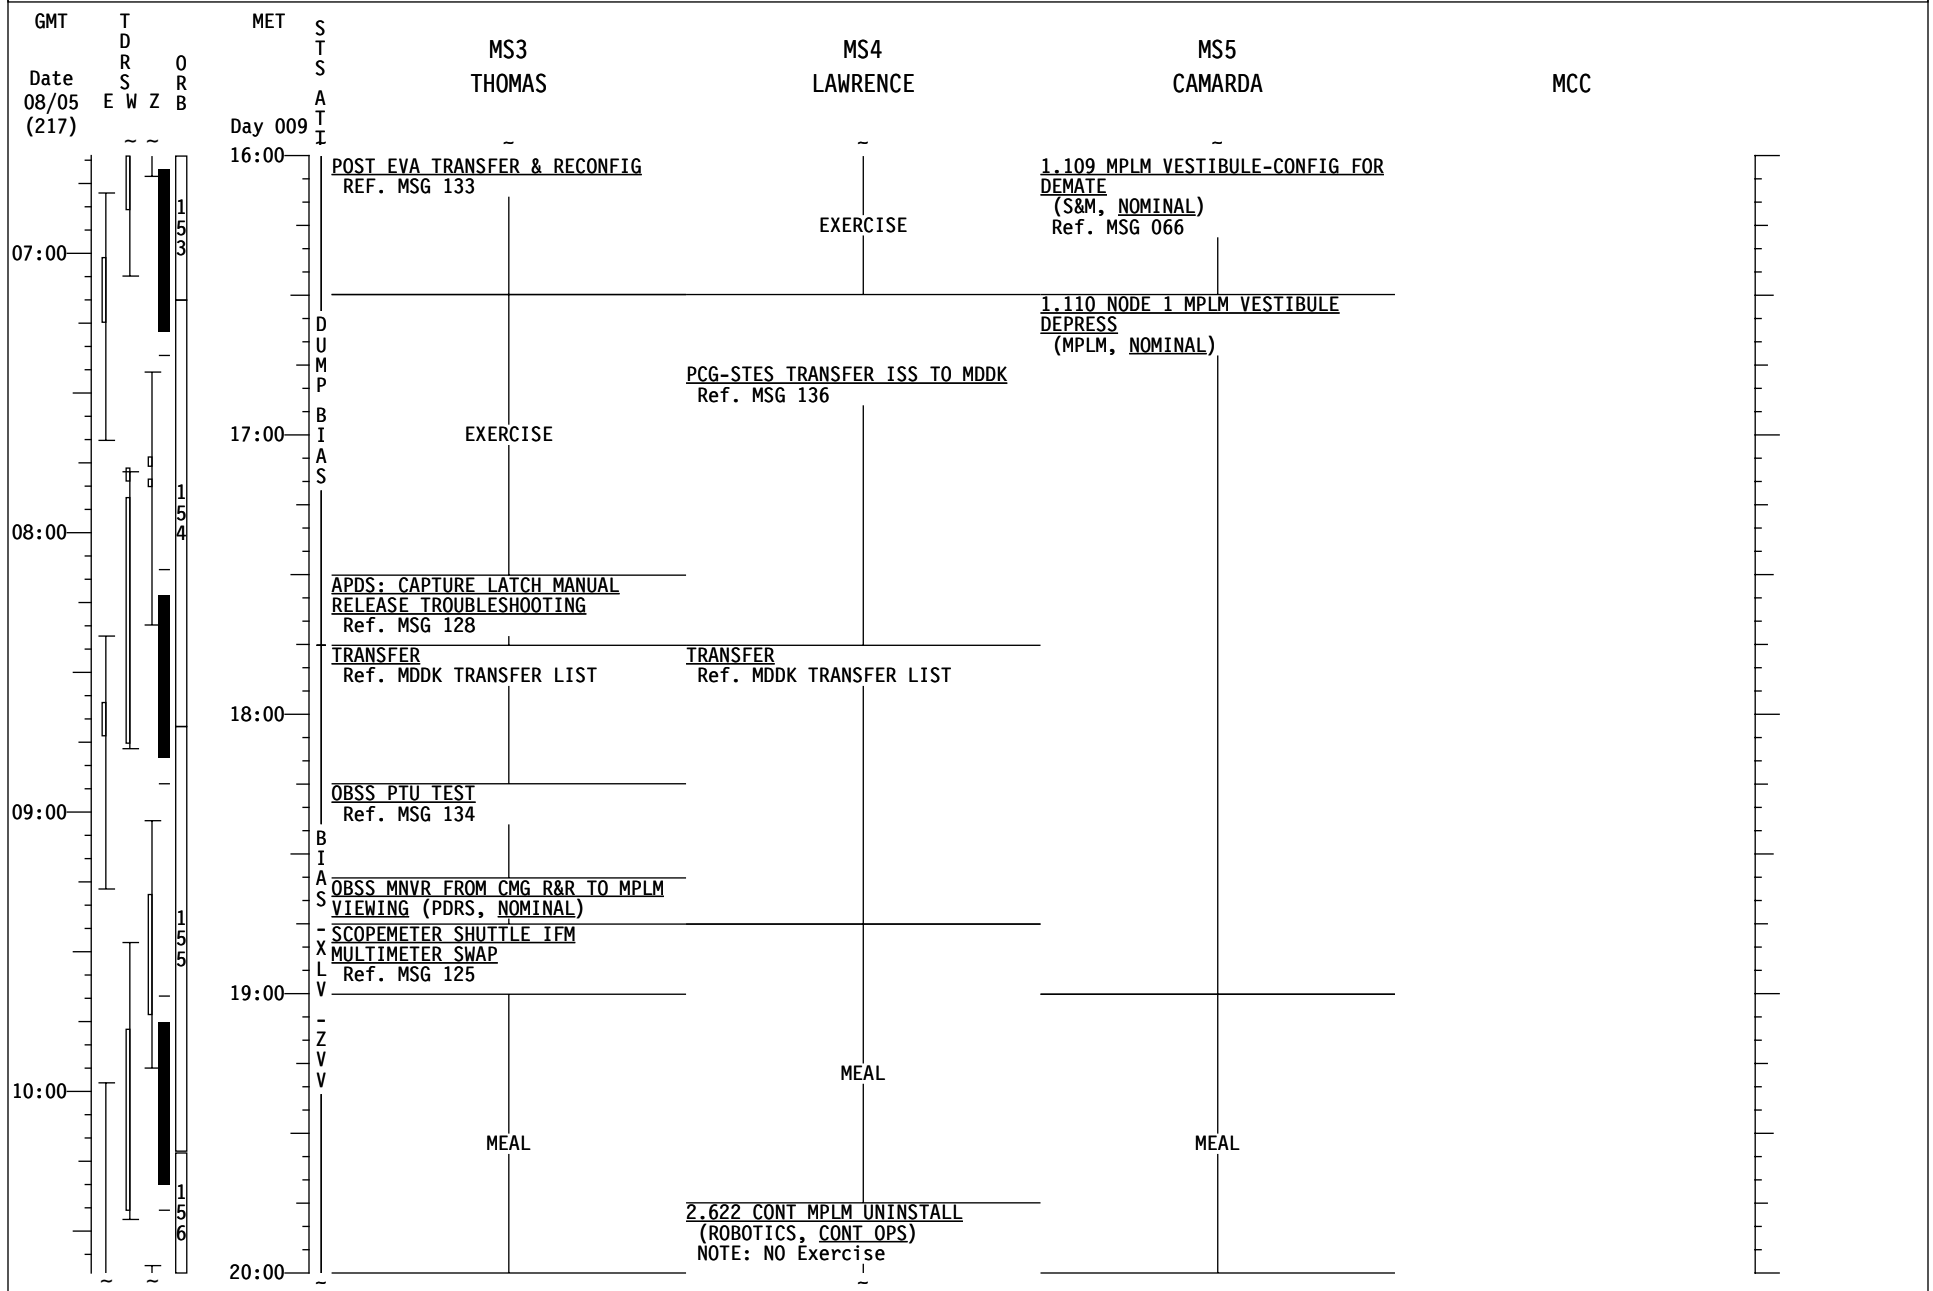 GMT
TDRS
MET
STS ATT
ORB
MS3
MS4
MS5
Date
THOMAS
LAWRENCE
CAMARDA
MCC
08/05
E W Z
(217)
Day 009
~ ~ ~ ~ ~
16:00
POST EVA TRANSFER & RECONFIG
REF. MSG 133
EXERCISE
1.109 MPLM VESTIBULE-CONFIG FOR
DEMATE
(S&M, NOMINAL)
Ref. MSG 066
153
07:00
1.110 NODE 1 MPLM VESTIBULE
DEPRESS
(MPLM, NOMINAL)
DUMP BIAS
PCG-STES TRANSFER ISS TO MDDK
Ref. MSG 136
17:00
EXERCISE
154
08:00
APDS: CAPTURE LATCH MANUAL
RELEASE TROUBLESHOOTING
Ref. MSG 128
TRANSFER
Ref. MDDK TRANSFER LIST
TRANSFER
Ref. MDDK TRANSFER LIST
18:00
OBSS PTU TEST
Ref. MSG 134
09:00
BIAS -XLV -ZVV
OBSS MNVR FROM CMG R&R TO MPLM
VIEWING (PDRS, NOMINAL)
155
SCOPEMETER SHUTTLE IFM
MULTIMETER SWAP
Ref. MSG 125
19:00
MEAL
10:00
MEAL
MEAL
156
2.622 CONT MPLM UNINSTALL
(ROBOTICS, CONT OPS)
NOTE: NO Exercise
20:00
~ ~ ~ ~